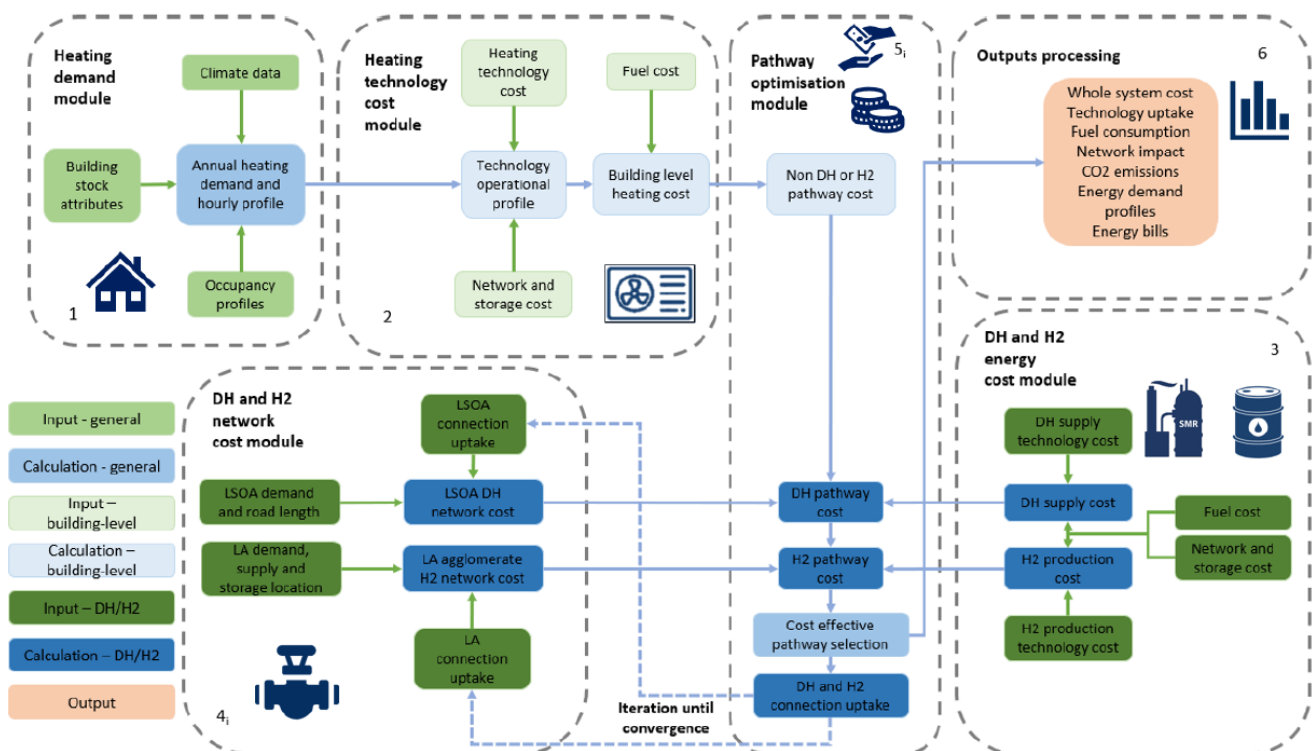 Heating
demand
module
Climate data
Building
stock
attributes
Annual heating
demand and
hourly profile
Occupancy
profiles
1
Heating
technology
cost
module
Heating
technology
cost
Fuel cost
Technology
operational
profile
Building level
heating cost
Network and
storage cost
2
Pathway
optimisation
module
5i
Non DH or H2
pathway cost
DH pathway
cost
H2 pathway
cost
Cost effective
pathway selection
DH and H2
connection uptake
Outputs processing
6
Whole system cost
Technology uptake
Fuel consumption
Network impact
CO2 emissions
Energy demand
profiles
Energy bills
DH and H2
energy
cost module
3
SMR
DH supply
technology cost
DH supply cost
Fuel cost
Network and
storage cost
H2 production
cost
H2 production
technology cost
DH and H2
network
cost module
LSOA
connection
uptake
LSOA demand
and road length
LSOA DH
network cost
LA demand,
supply and
storage location
LA agglomerate
H2 network cost
LA
connection
uptake
4i
Iteration until
convergence
Input - general
Calculation - general
Input –
building-level
Calculation –
building-level
Input – DH/H2
Calculation – DH/H2
Output